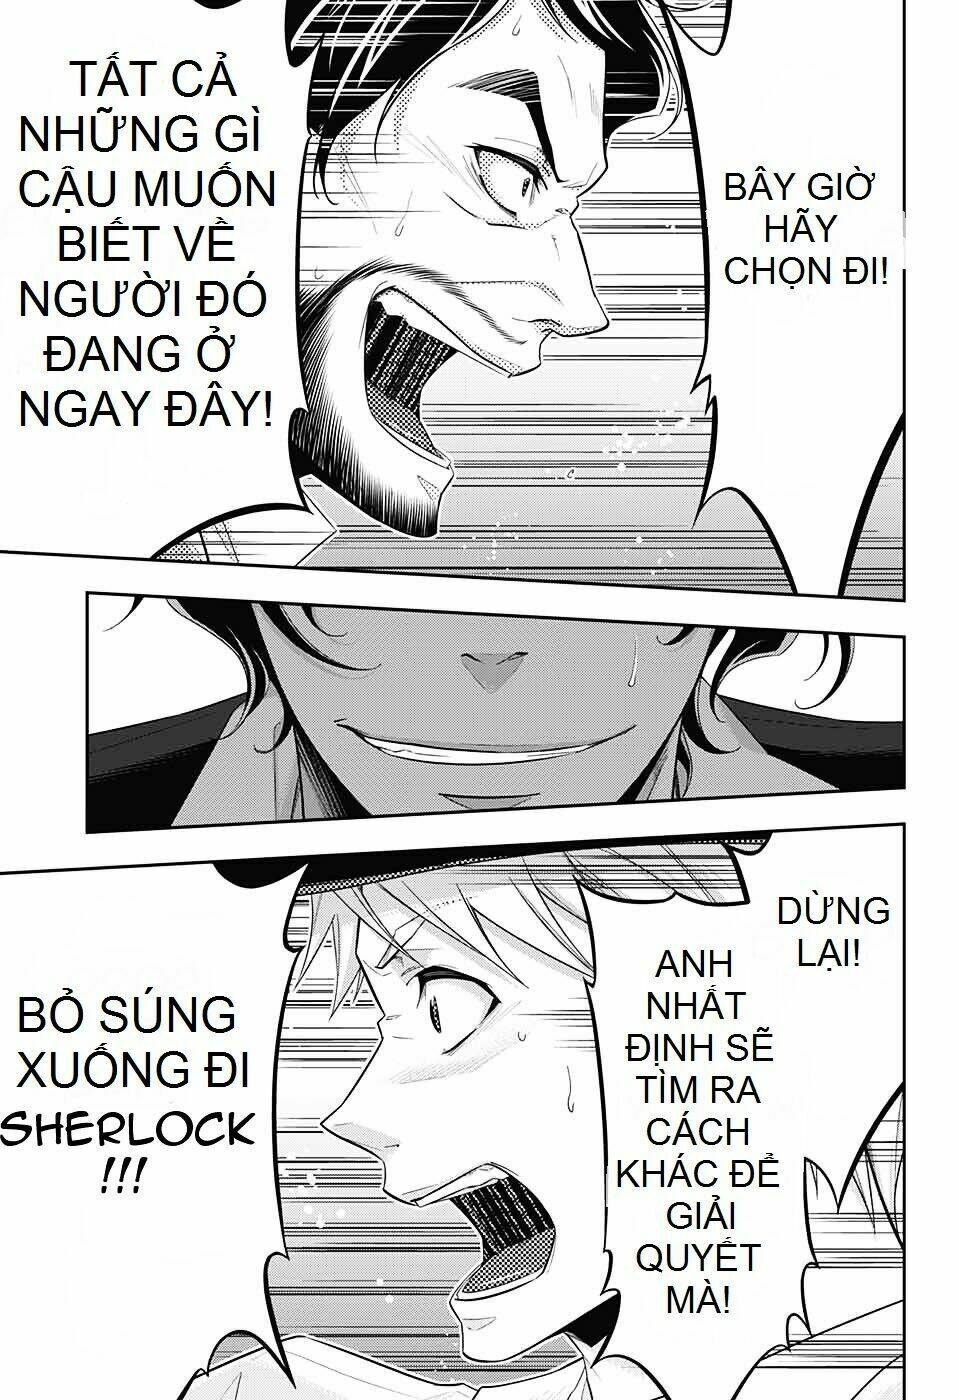 BÂY GIỜ
HÃY
CHỌN ĐI!
TẤT CẢ
NHỮNG GÌ
CẬU MUỐN
BIẾT VỀ
NGƯỜI ĐÓ
ĐANG Ở
NGAY ĐÂY!
DỪNG
LẠI!
ANH
NHẤT
ĐỊNH SẼ
TÌM RA
CÁCH
KHÁC ĐỂ
GIẢI
QUYẾT
MÀ!
BỎ SÚNG
XUỐNG ĐI
SHERLOCK
!!!